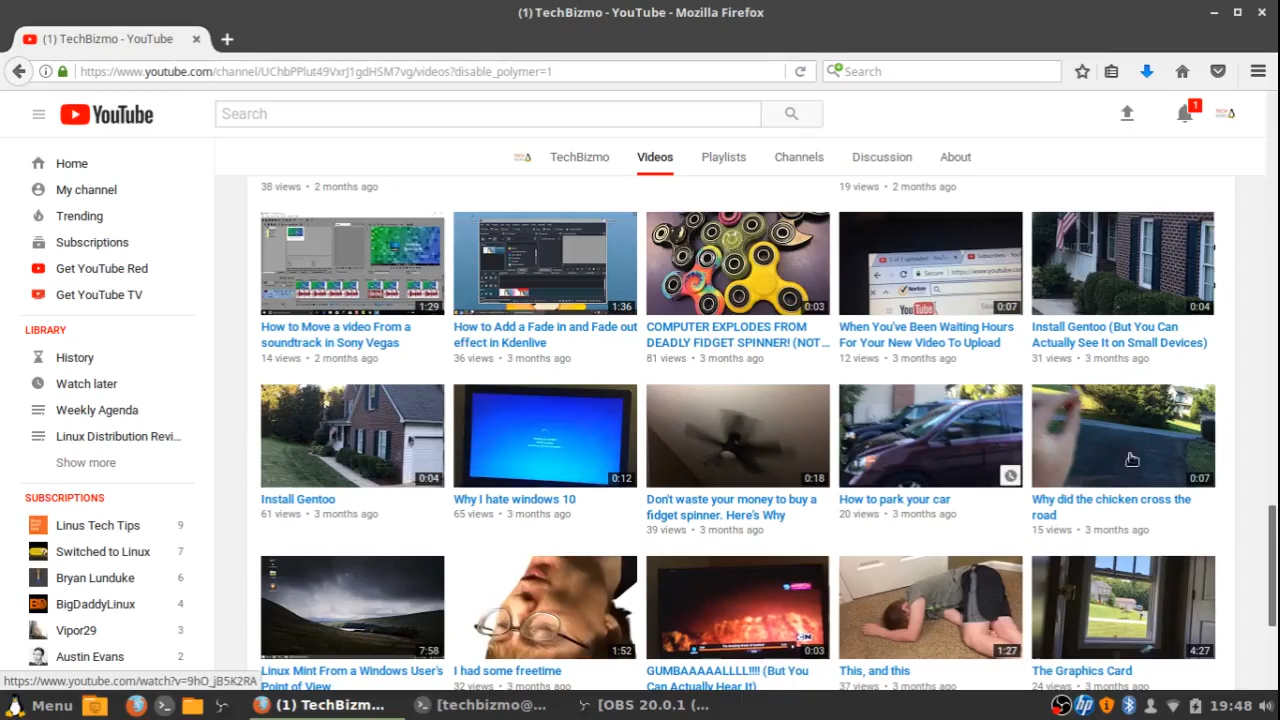 (1) TechBizmo - YouTube - Mozilla Firefox
(1) TechBizmo - YouTube
https://www.youtube.com/channel/UChbPPlut49VxrJ1gdHSM7vg/videos?disable_polymer=1
Search
YouTube
Search
1
TechBizmo
Videos
Playlists
Channels
Discussion
About
Home
My channel
Trending
Subscriptions
Get YouTube Red
Get YouTube TV
LIBRARY
History
Watch later
Weekly Agenda
Linux Distribution Revi...
Show more
SUBSCRIPTIONS
Linus Tech Tips 9
Switched to Linux 7
Bryan Lunduke 6
BigDaddyLinux 4
Vipor29 3
Austin Evans 2
38 views • 2 months ago
19 views • 2 months ago
1:29
How to Move a video From a
soundtrack in Sony Vegas
14 views • 2 months ago
1:36
How to Add a Fade in and Fade out
effect in Kdenlive
36 views • 3 months ago
0:03
COMPUTER EXPLODES FROM
DEADLY FIDGET SPINNER! (NOT ...
81 views • 3 months ago
Secure
Norton
YouTube
0:07
When You've Been Waiting Hours
For Your New Video To Upload
12 views • 3 months ago
0:04
Install Gentoo (But You Can
Actually See It on Small Devices)
31 views • 3 months ago
0:04
Install Gentoo
61 views • 3 months ago
0:12
Why I hate windows 10
65 views • 3 months ago
0:18
Don't waste your money to buy a
fidget spinner. Here's Why
39 views • 3 months ago
How to park your car
20 views • 3 months ago
0:07
Why did the chicken cross the
road
15 views • 3 months ago
7:58
Linux Mint From a Windows User's
Point of View
1:52
I had some freetime
32 views • 3 months ago
CN
0:03
GUMBAAAAALLLL!!!! (But You
Can Actually Hear It)
1:27
This, and this
37 views • 3 months ago
4:27
The Graphics Card
24 views • 3 months ago
https://www.youtube.com/watch?v=9hO_jB5K2RA
Menu
(1) TechBizm...
[techbizmo@...
[OBS 20.0.1 (...
hp
19:48